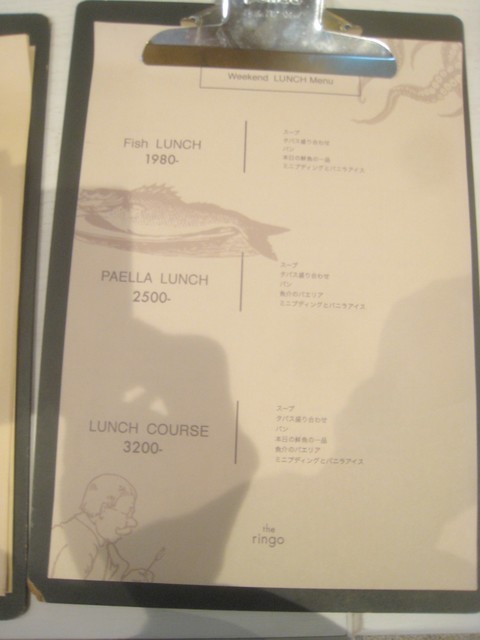 Weekend LUNCH Menu
Fish LUNCH
1980-
スープ
タパス盛り合わせ
パン
本日の鮮魚の一品
ミニプディングとバニラアイス
PAELLA LUNCH
2500-
スープ
タパス盛り合わせ
パン
魚介のパエリア
ミニプディングとバニラアイス
LUNCH COURSE
3200-
スープ
タパス盛り合わせ
パン
本日の鮮魚の一品
魚介のパエリア
ミニプディングとバニラアイス
the
ringo